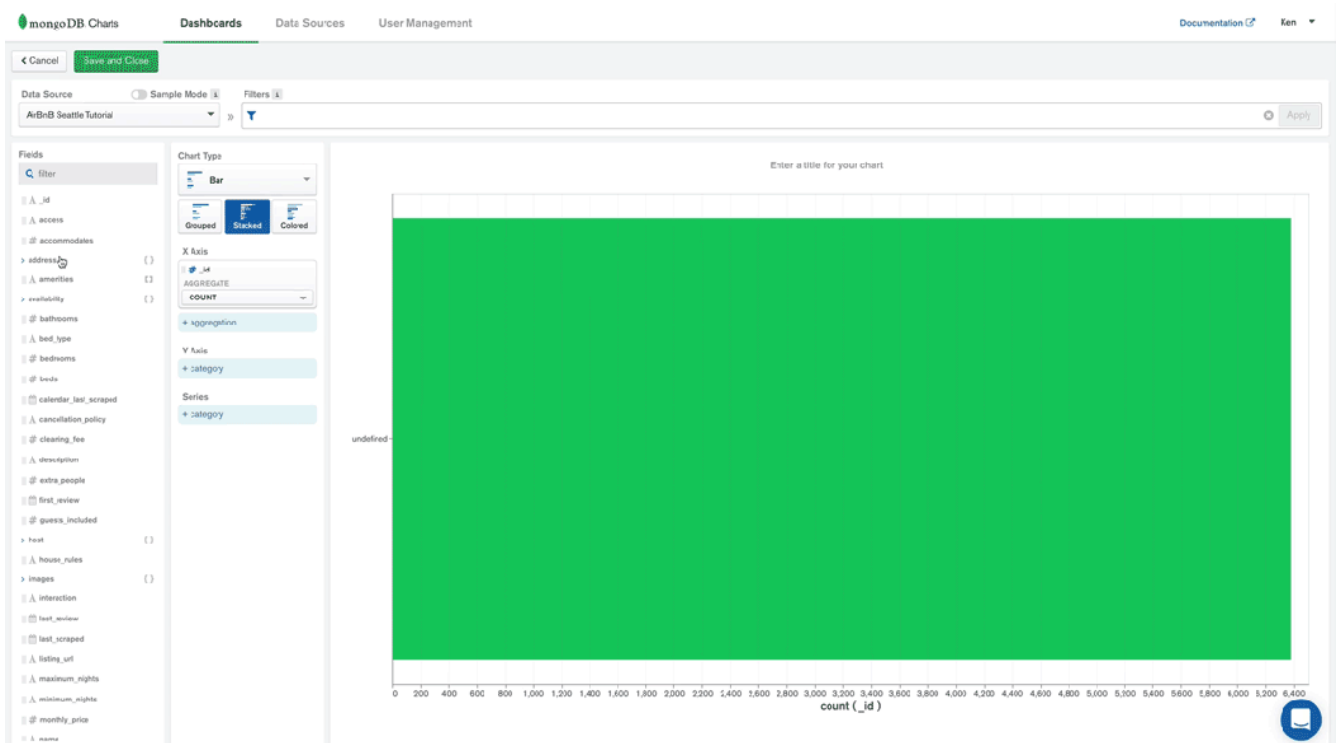 mongoDB. Charts
Dashboards
Data Sources
User Management
Documentation
Ken
Cancel
Save and Close
Data Source
Sample Mode
Filters
AirBnB Seattle Tutorial
Apply
Fields
filter
_id
access
accommodates
address
amenities
availability
bathrooms
bed_type
bedrooms
beds
calendar_last_scraped
cancellation_policy
clearing_fee
description
extra_people
first_review
guests_included
host
house_rules
images
interaction
last_review
last_scraped
listing_url
maximum_nights
minimum_nights
monthly_price
name
Chart Type
Bar
Grouped
Stacked
Colored
X Axis
_id
AGGREGATE
COUNT
+ aggregation
Y Axis
+ category
Series
+ category
Enter a title for your chart
undefined
0 200 400 600 800 1,000 1,200 1,400 1,600 1,800 2,000 2,200 2,400 2,600 2,800 3,000 3,200 3,400 3,600 3,800 4,000 4,200 4,400 4,600 4,800 5,000 5,200 5,400 5,600 5,800 6,000 6,200 6,400
count ( _id )